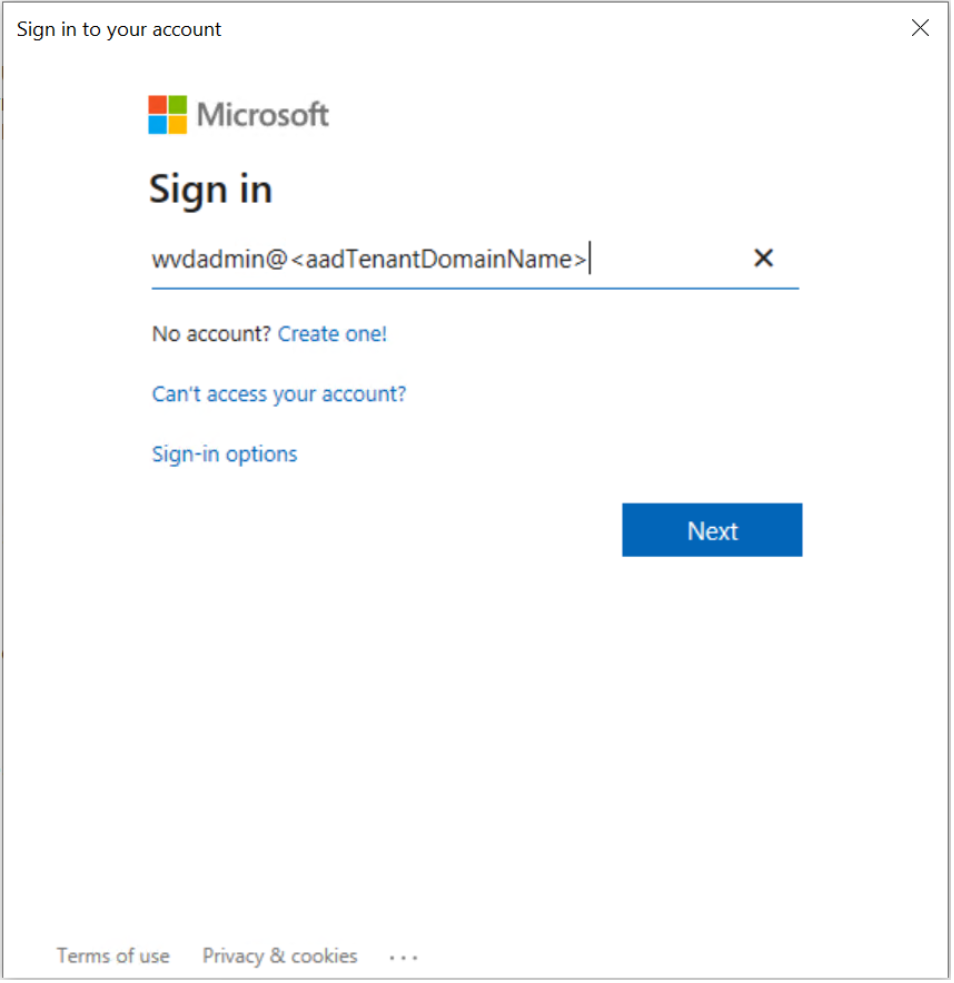 Sign in to your account
Microsoft
Sign in
wvdadmin@<aadTenantDomainName>
No account? Create one!
Can't access your account?
Sign-in options
Next
Terms of use Privacy & cookies ...